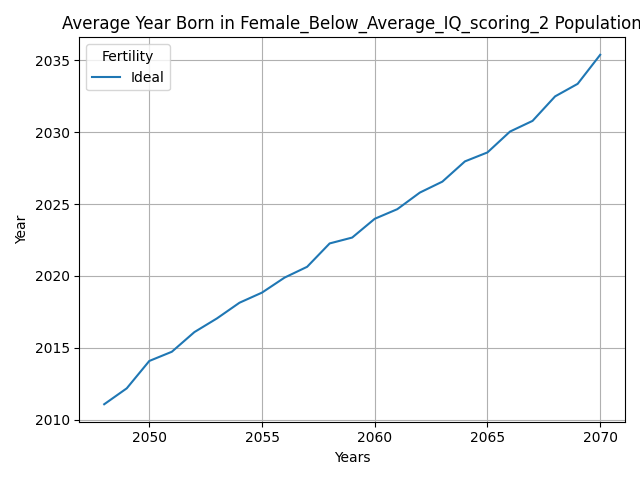 Average Year Born in Female_Below_Average_IQ_scoring_2 Population
Fertility
Ideal
2035
2030
2025
2020
2015
2010
Year
2050 2055 2060 2065 2070
Years